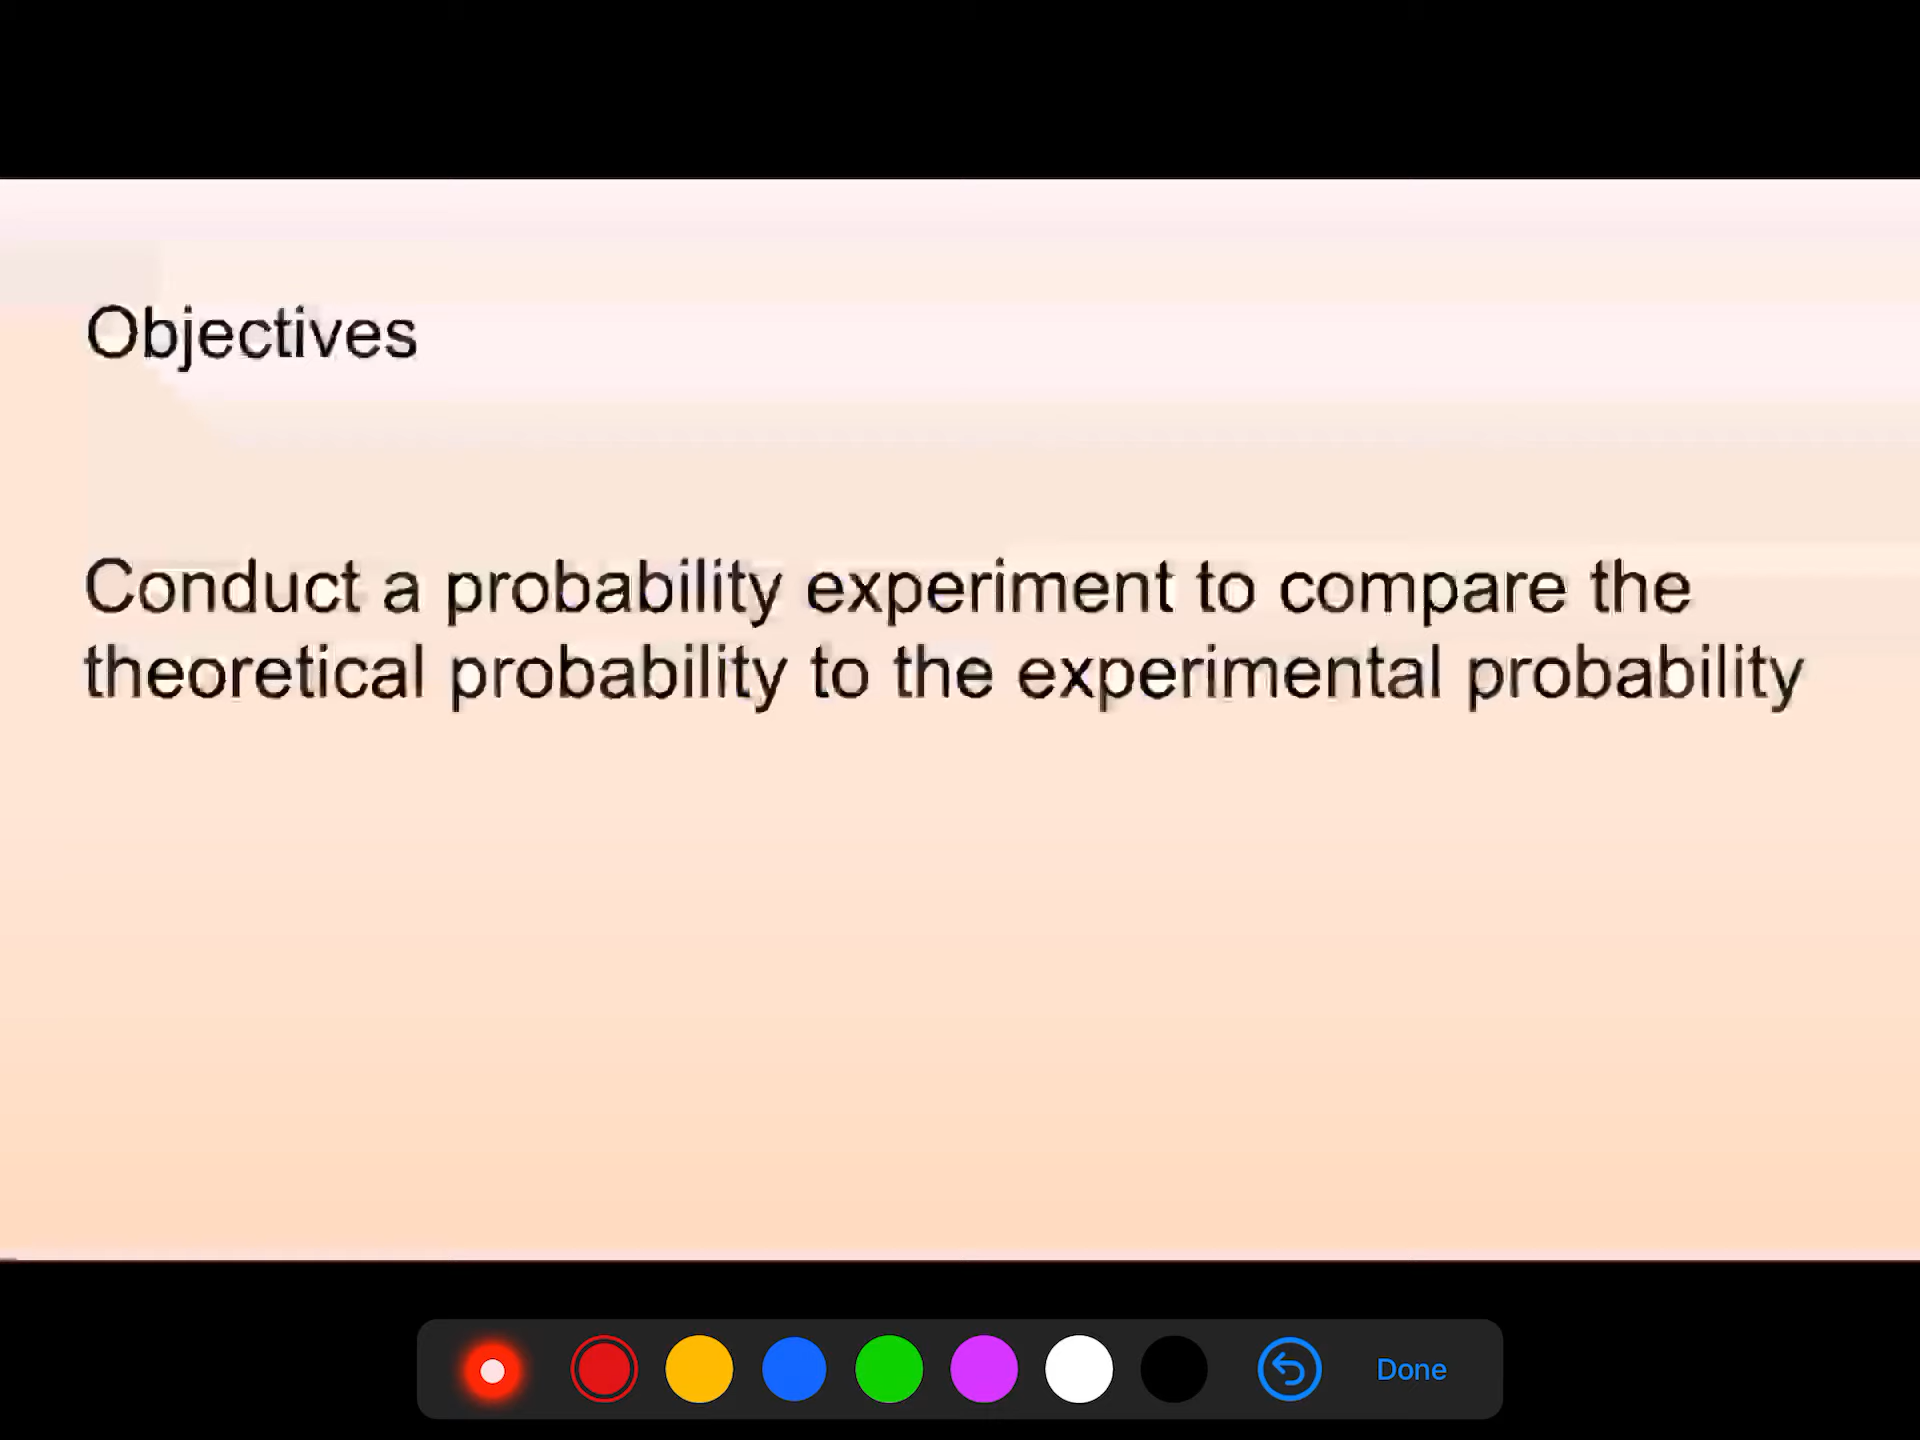 Objectives
Conduct a probability experiment to compare the
theoretical probability to the experimental probability
Done